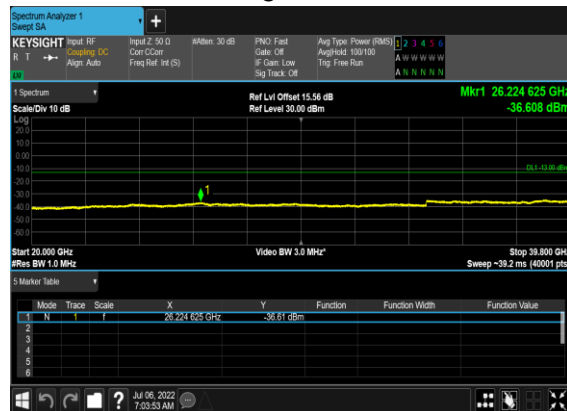 Spectrum Analyzer 1
Swept SA
KEYSIGHT Input: RF Input Z: 50 Ω #Atten: 30 dB PNO: Fast Avg Type: Power (RMS) 1 2 3 4 5 6
R T Coupling: DC Corr CCorr Gate: Off Avg|Hold: 100/100 A W W W W W
Align: Auto Freq Ref: Int (S) IF Gain: Low Trig: Free Run A N N N N N
Sig Track: Off
1 Spectrum Ref Lvl Offset 15.56 dB Mkr1 26.224 625 GHz
Scale/Div 10 dB Ref Level 30.00 dBm -36.608 dBm
Log
20.0
10.0
0.00
-10.0 DL1 -13.00 dBm
-20.0
-30.0 1
-40.0
-50.0
-60.0
Start 20.000 GHz Video BW 3.0 MHz* Stop 39.800 GHz
#Res BW 1.0 MHz Sweep ~39.2 ms (40001 pts)
5 Marker Table
Mode Trace Scale X Y Function Function Width Function Value
1 N 1 f 26.224 625 GHz -36.61 dBm
2
3
4
5
6
? Jul 06, 2022
7:03:53 AM